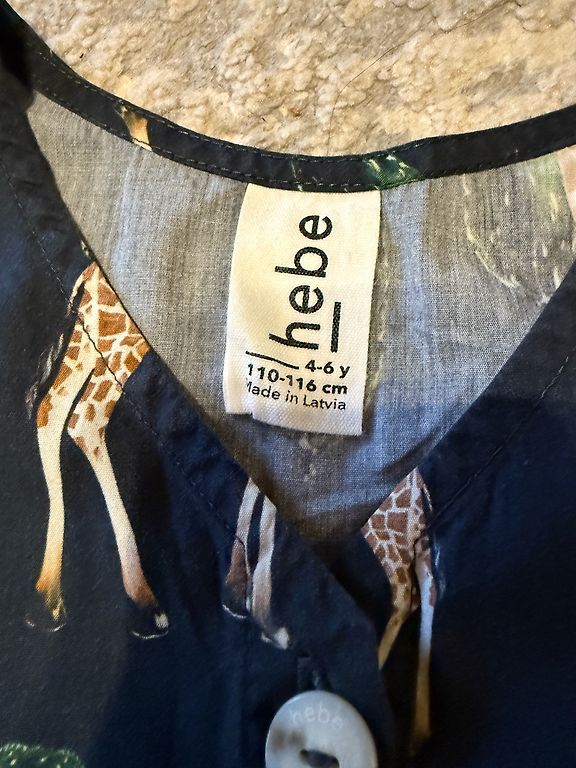 hebe
4-6 y
110-116 cm
Made in Latvia
hebe